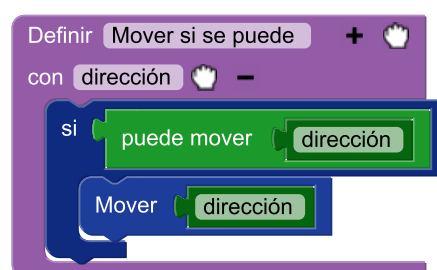 Definir Mover si se puede + 
con dirección −
si puede mover dirección
Mover dirección